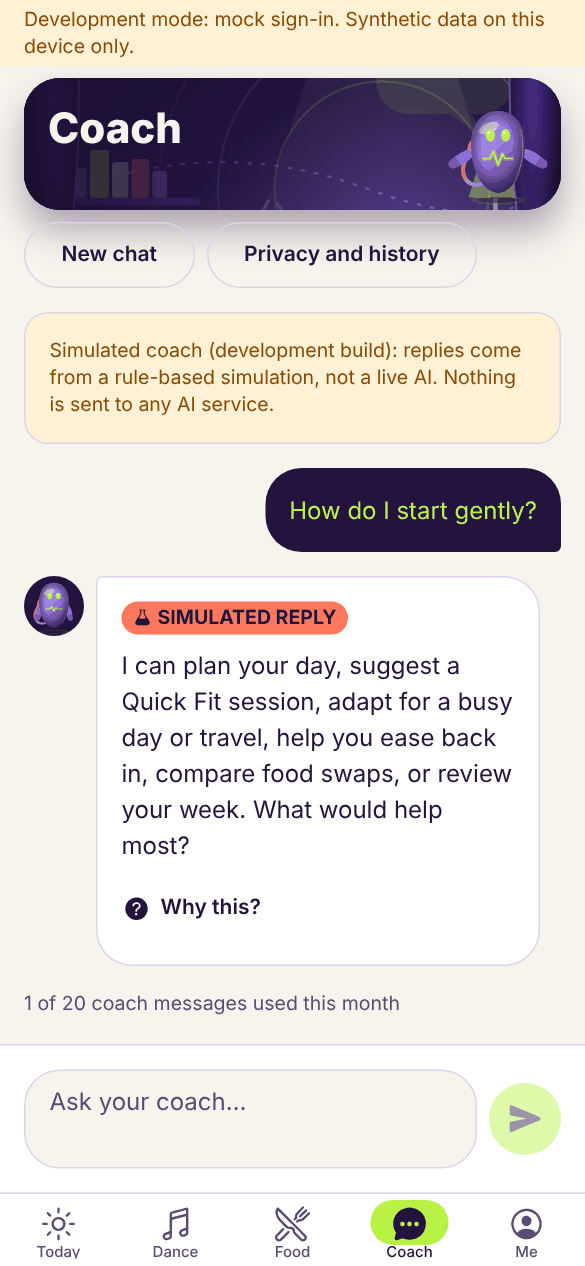 Development mode: mock sign-in. Synthetic data on this
device only.
Coach
New chat
Privacy and history
Simulated coach (development build): replies come
from a rule-based simulation, not a live AI. Nothing
is sent to any AI service.
How do I start gently?
SIMULATED REPLY
I can plan your day, suggest a
Quick Fit session, adapt for a busy
day or travel, help you ease back
in, compare food swaps, or review
your week. What would help
most?
Why this?
1 of 20 coach messages used this month
Ask your coach...
Today
Dance
Food
Coach
Me